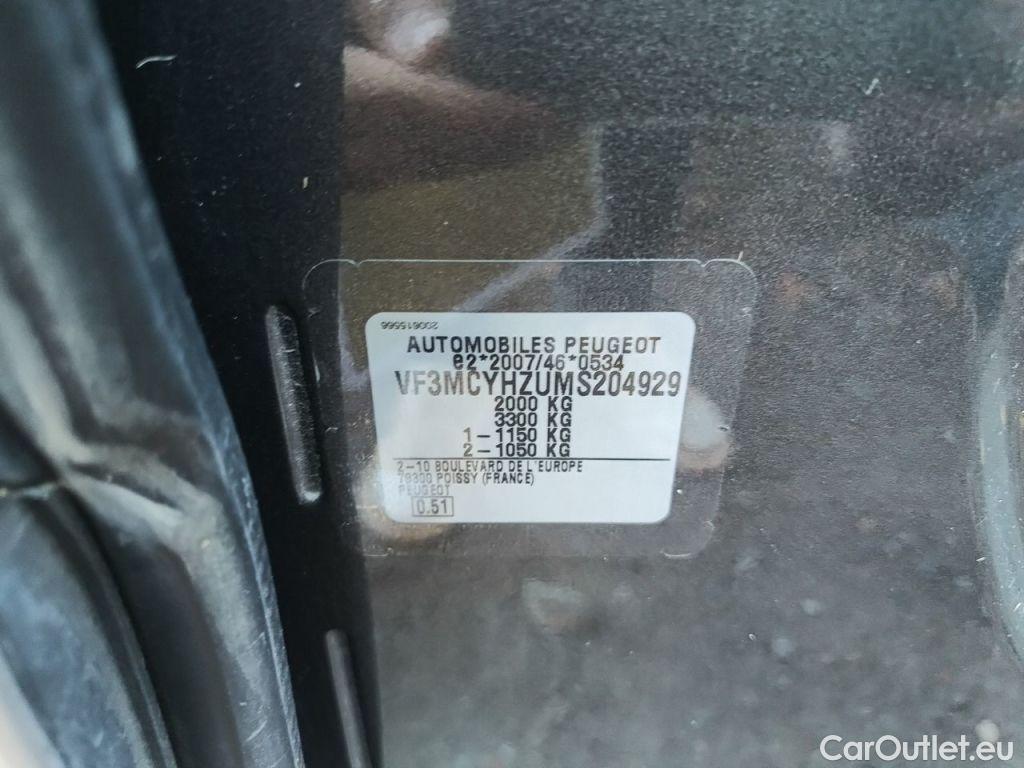 200615566
AUTOMOBILES PEUGEOT
e2*2007/46*0534
VF3MCYHZUMS204929
2000 KG
3300 KG
1-1150 KG
2-1050 KG
2-10 BOULEVARD DE L'EUROPE
78300 POISSY (FRANCE)
PEUGEOT
0.51
CarOutlet.eu